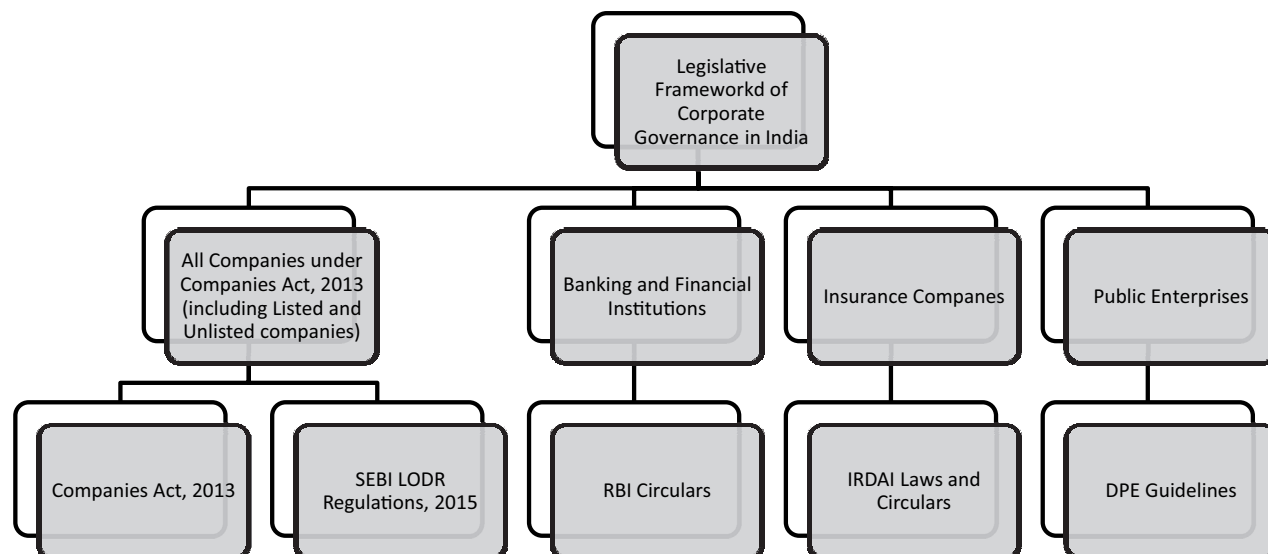 Legislative
Frameworkd of
Corporate
Governance in India
All Companies under
Companies Act, 2013
(including Listed and
Unlisted companies)
Banking and Financial
Institutions
Insurance Companes
Public Enterprises
Companies Act, 2013
SEBI LODR
Regulations, 2015
RBI Circulars
IRDAI Laws and
Circulars
DPE Guidelines